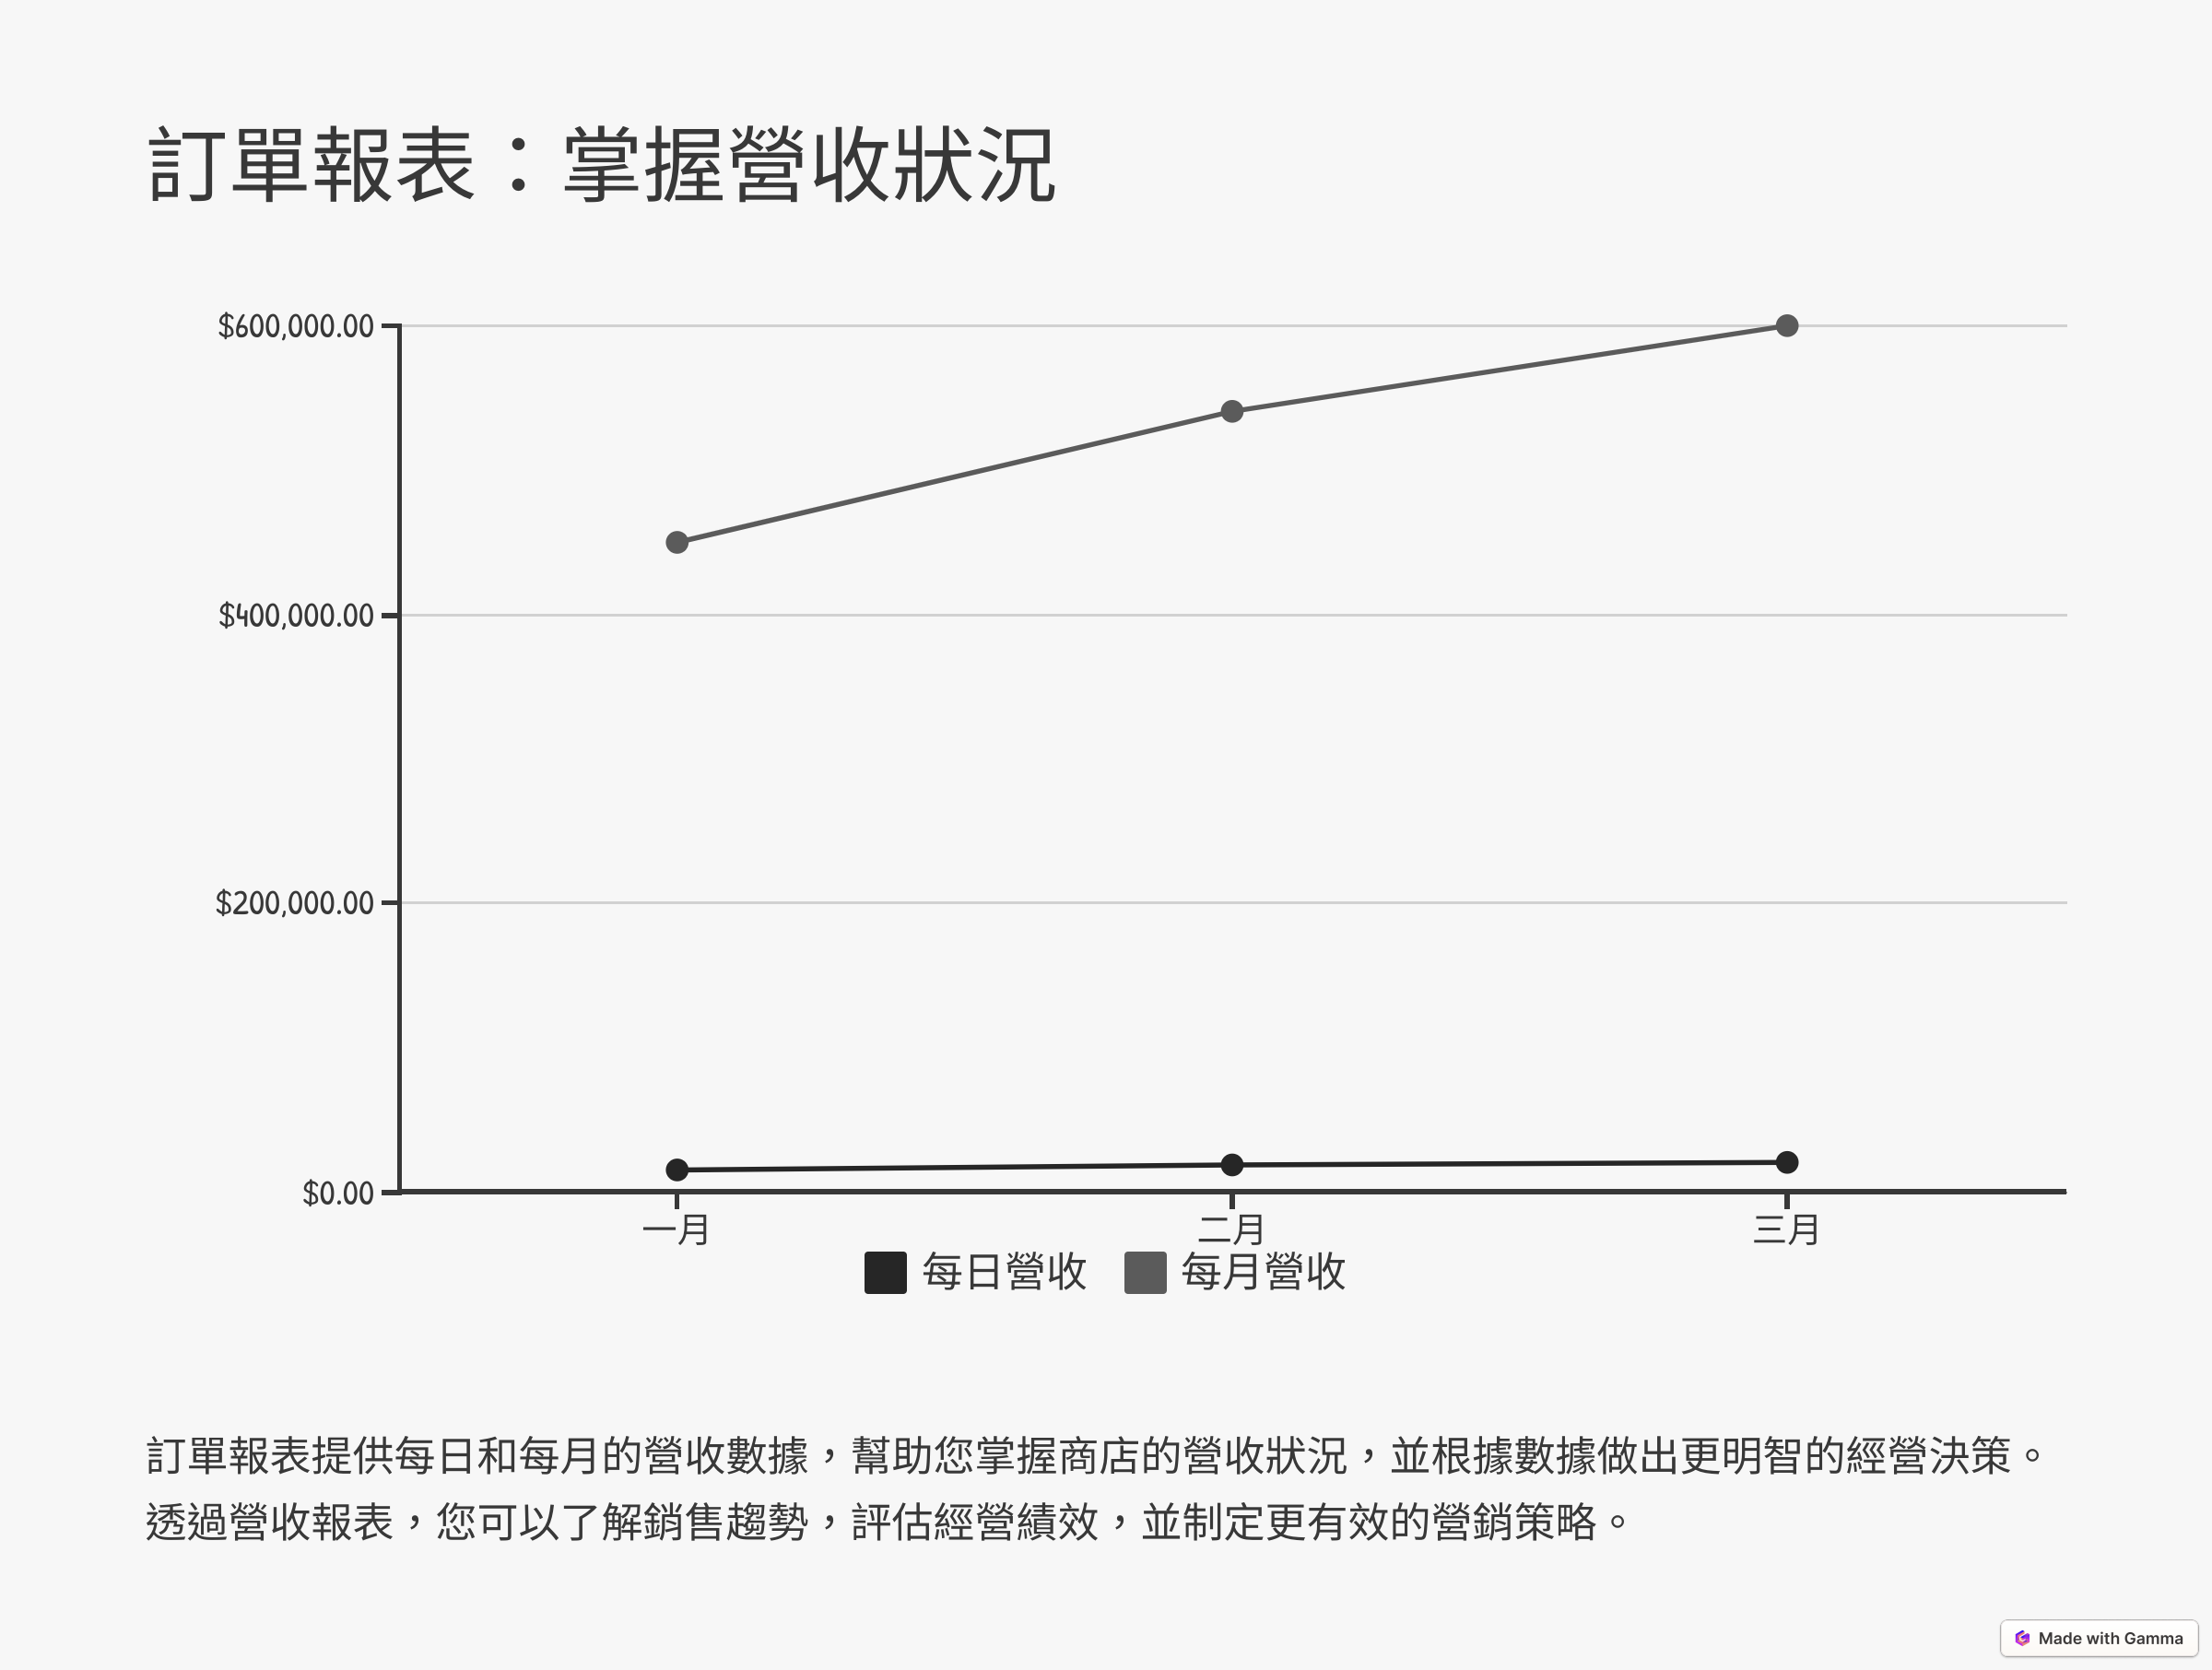 訂單報表：掌握營收狀況
$600,000.00
$400,000.00
$200,000.00
$0.00
一月
二月
三月
每日營收
每月營收
訂單報表提供每日和每月的營收數據，幫助您掌握商店的營收狀況，並根據數據做出更明智的經營決策。
透過營收報表，您可以了解銷售趨勢，評估經營績效，並制定更有效的營銷策略。
Made with Gamma